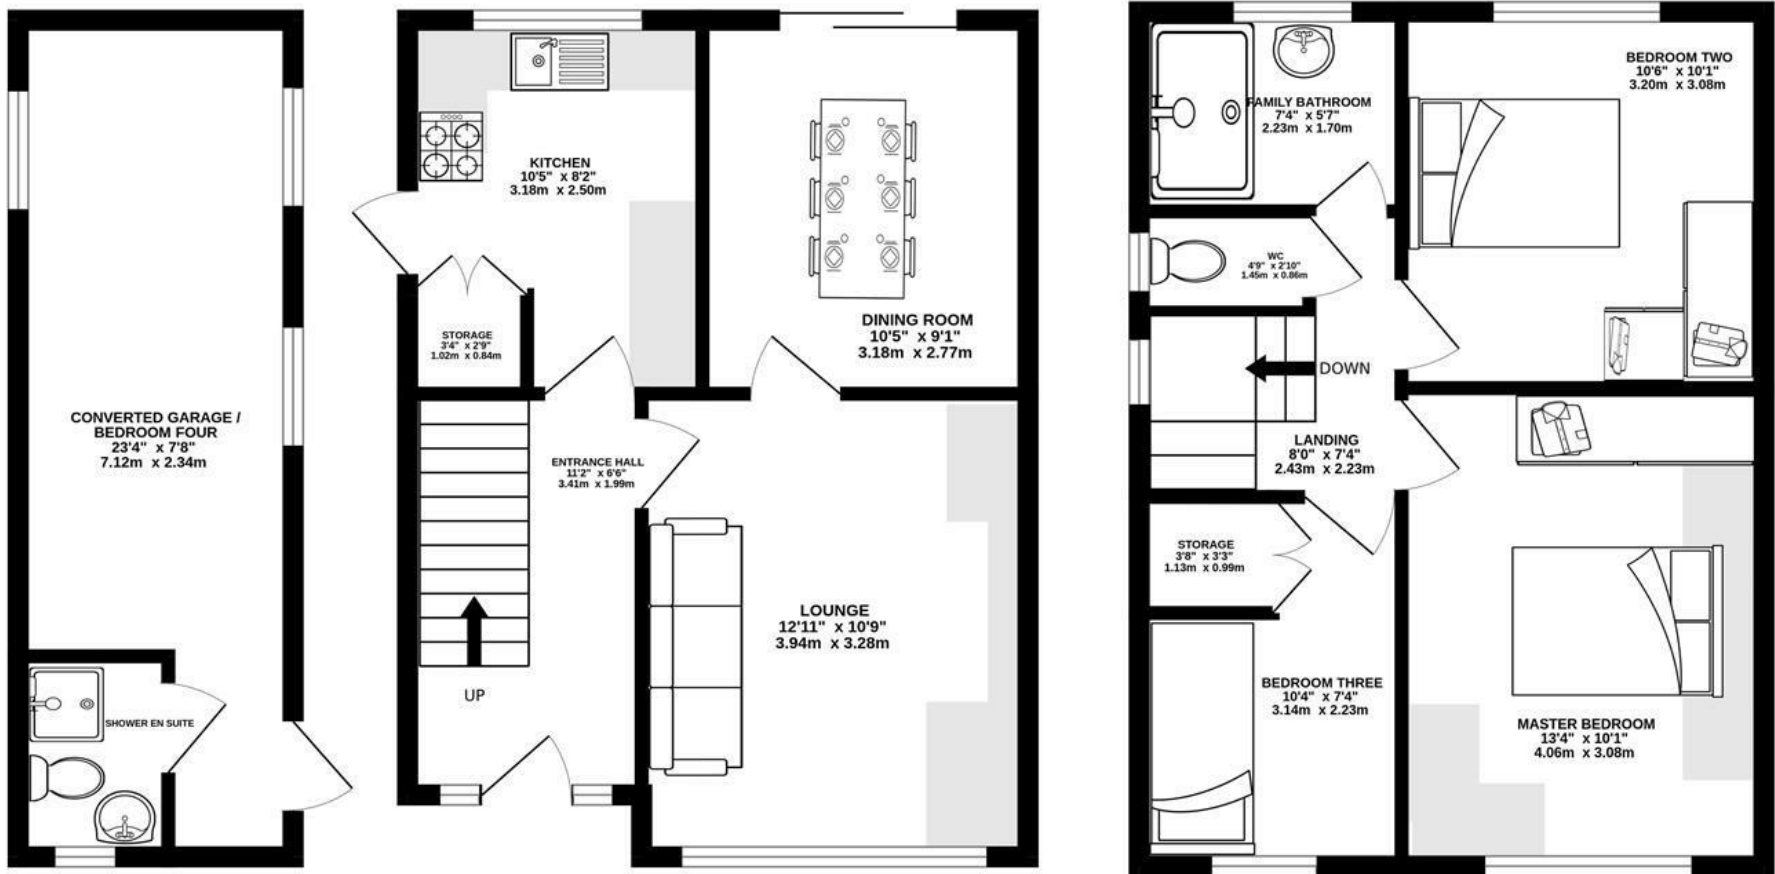 CONVERTED GARAGE /
BEDROOM FOUR
23'4" x 7'8"
7.12m x 2.34m
SHOWER EN SUITE
KITCHEN
10'5" x 8'2"
3.18m x 2.50m
STORAGE
3'4" x 2'9"
1.02m x 0.84m
DINING ROOM
10'5" x 9'1"
3.18m x 2.77m
ENTRANCE HALL
11'2" x 6'6"
3.41m x 1.99m
UP
LOUNGE
12'11" x 10'9"
3.94m x 3.28m
FAMILY BATHROOM
7'4" x 5'7"
2.23m x 1.70m
BEDROOM TWO
10'6" x 10'1"
3.20m x 3.08m
WC
4'9" x 2'10"
1.45m x 0.86m
DOWN
LANDING
8'0" x 7'4"
2.43m x 2.23m
STORAGE
3'8" x 3'3"
1.13m x 0.99m
BEDROOM THREE
10'4" x 7'4"
3.14m x 2.23m
MASTER BEDROOM
13'4" x 10'1"
4.06m x 3.08m